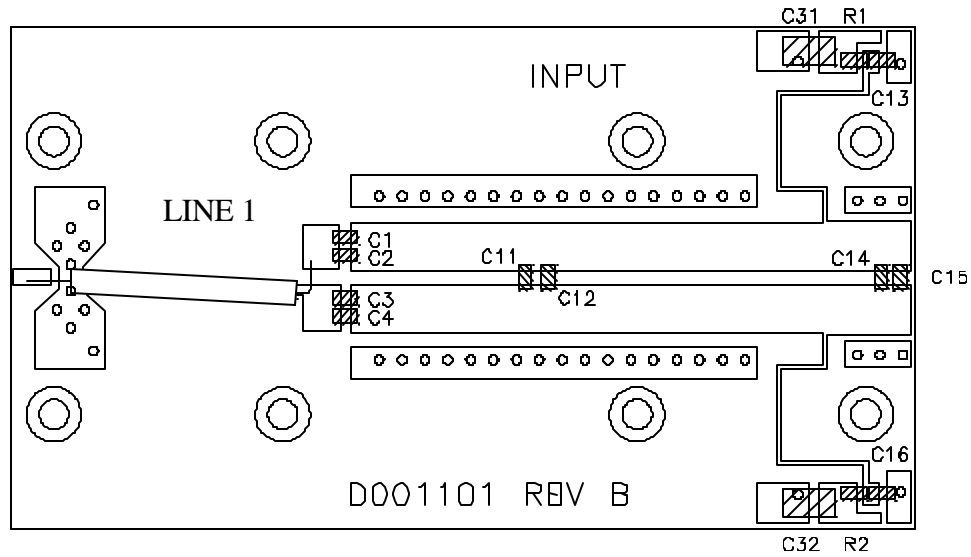 C31 R1
INPUT
C13
LINE 1
C1
C2
C11
C14
C15
C12
C3
C4
C16
D001101 REV B
C32 R2